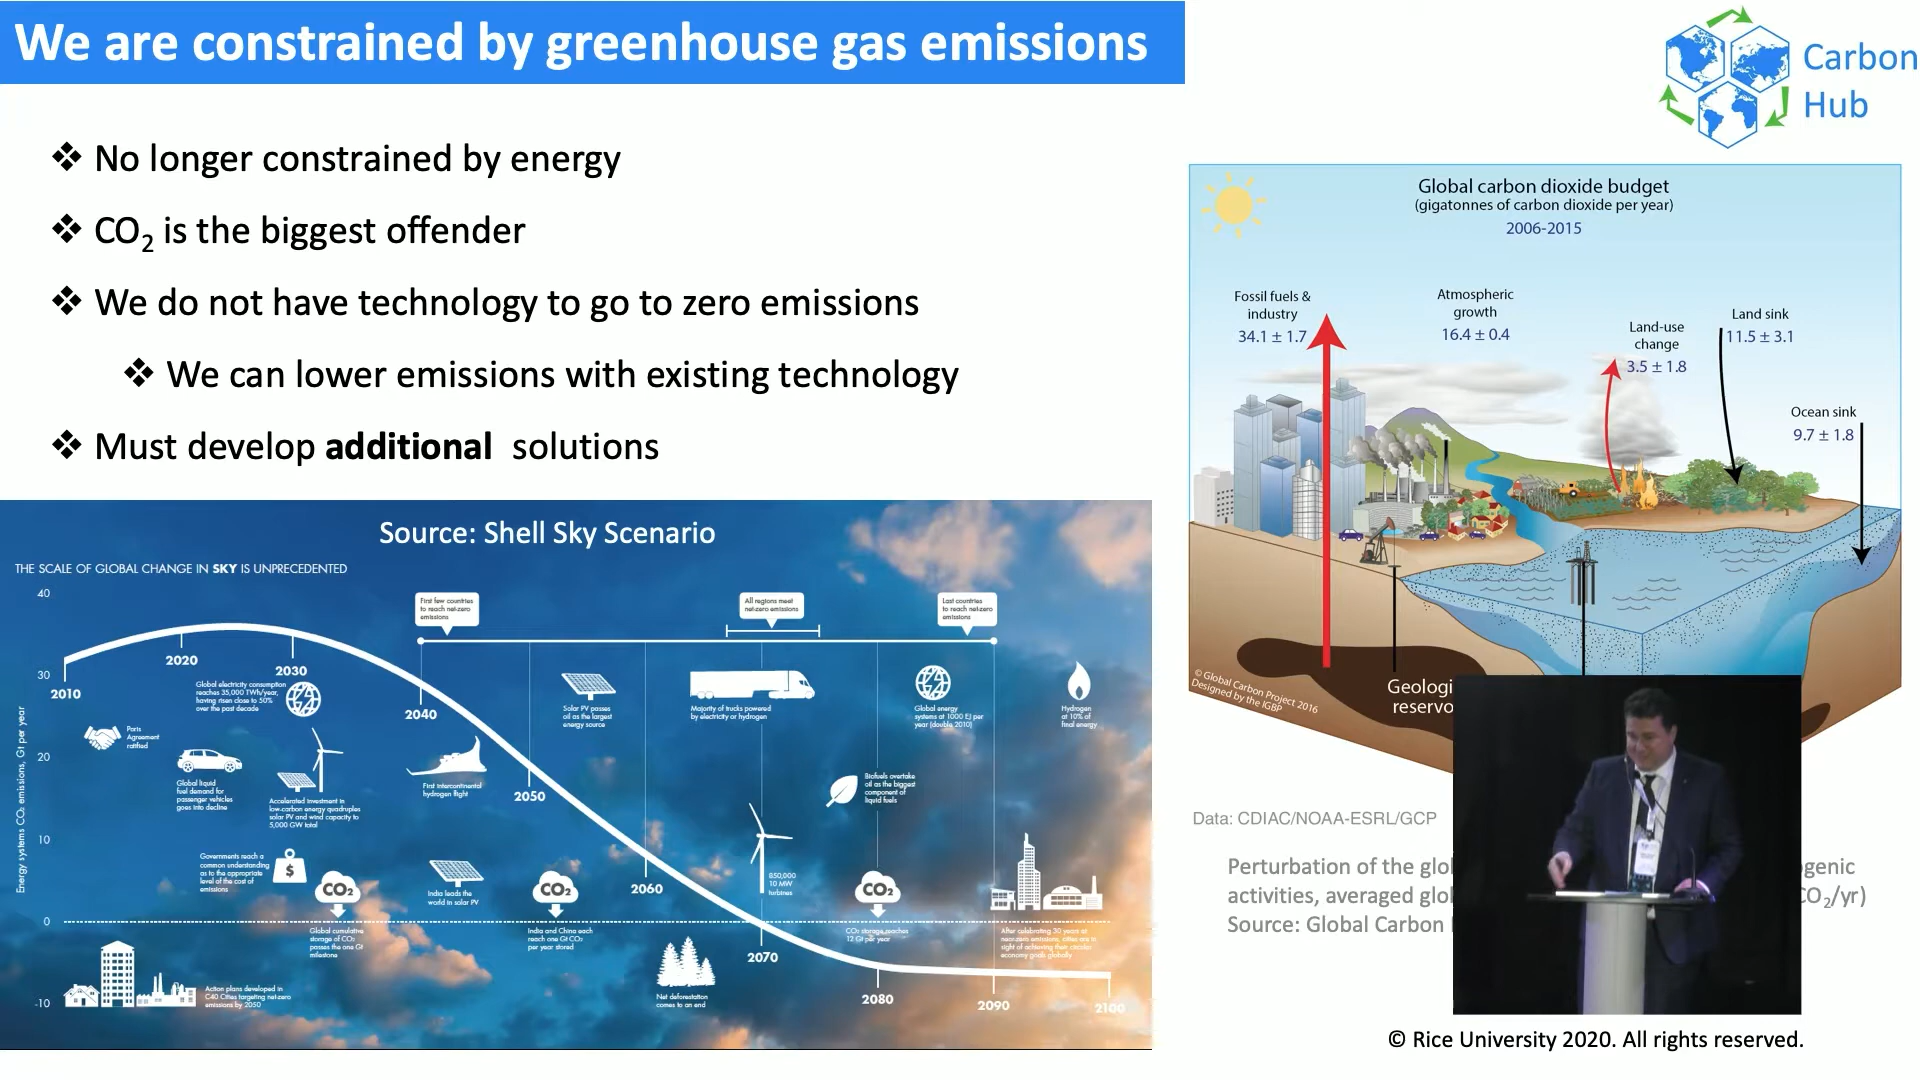 We are constrained by greenhouse gas emissions
Carbon
Hub
❖ No longer constrained by energy
❖ CO₂ is the biggest offender
❖ We do not have technology to go to zero emissions
❖ We can lower emissions with existing technology
❖ Must develop additional solutions
Global carbon dioxide budget
(gigatonnes of carbon dioxide per year)
2006-2015
Fossil fuels &
industry
34.1 ± 1.7
Atmospheric
growth
16.4 ± 0.4
Land-use
change
3.5 ± 1.8
Land sink
11.5 ± 3.1
Ocean sink
9.7 ± 1.8
© Global Carbon Project 2016
Designed by the IGBP
Geologi
reservo
Data: CDIAC/NOAA-ESRL/GCP
Perturbation of the glo
ogenic
activities, averaged glo
CO₂/yr)
Source: Global Carbon
© Rice University 2020. All rights reserved.
Source: Shell Sky Scenario
THE SCALE OF GLOBAL CHANGE IN SKY IS UNPRECEDENTED
Energy systems CO₂ emissions, Gt per year
40
30
20
10
0
-10
2010
2020
2030
2040
2050
2060
2070
2080
2090
2100
First few countries
to reach net-zero
emissions
All regions meet
net-zero emissions
Last countries
to reach net-zero
emissions
Global electricity consumption
reaches 35,000 TWh/year,
having risen close to 50%
over the past decade
Paris
Agreement
ratified
Global liquid
fuel demand for
passenger vehicles
goes into decline
Accelerated investment in
low-carbon energy quadruples
solar PV and wind capacity to
5,000 GW total
First intercontinental
hydrogen flight
Solar PV passes
oil as the largest
energy source
Majority of trucks powered
by electricity or hydrogen
Global energy
systems at 1000 EJ per
year (double 2010)
Hydrogen
at 10% of
final energy
Biofuels overtake
oil as the biggest
component of
liquid fuels
Governments reach a
common understanding
as to the appropriate
level of the cost of
emissions
$
CO₂
Global cumulative
storage of CO₂
passes the one Gt
milestone
India leads the
world in solar PV
CO₂
India and China each
reach one Gt CO₂
per year stored
850,000
10 MW
turbines
CO₂
CO₂ storage reaches
12 Gt per year
After celebrating 30 years at
near-zero emissions, cities are in
sight of achieving their circular
economy goals globally
Action plans developed in
C40 Cities targeting net-zero
emissions by 2050
Net deforestation
comes to an end